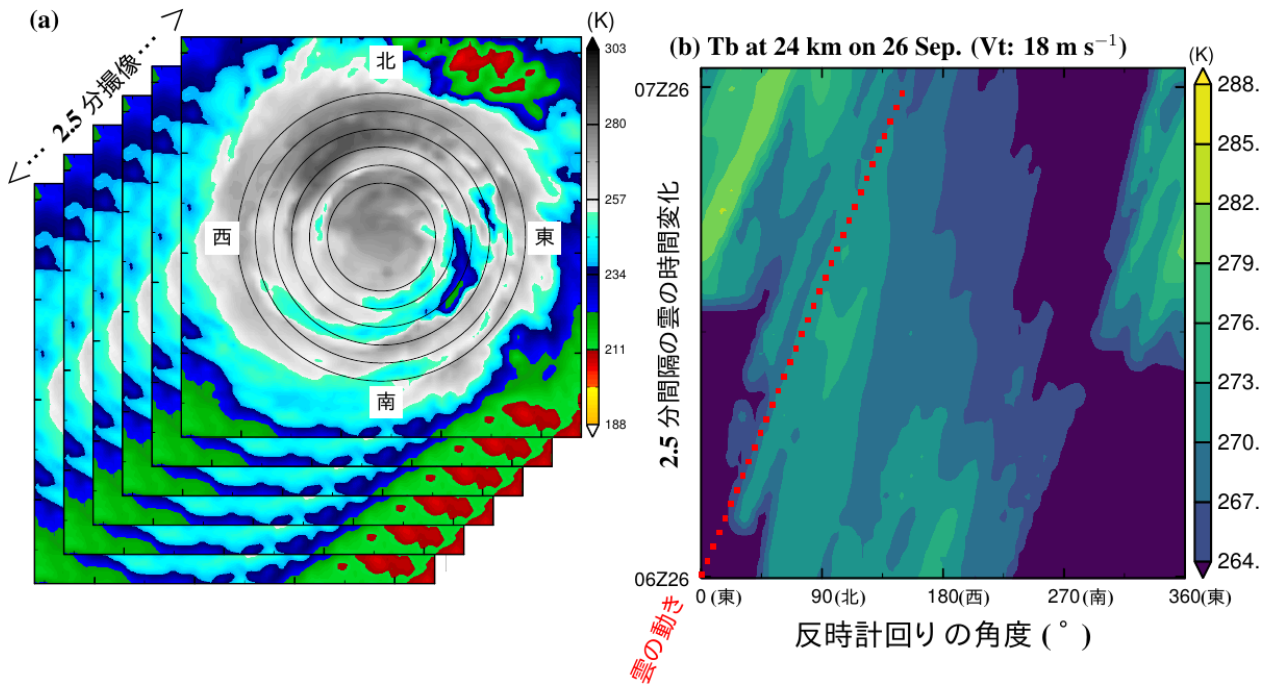 (a)
<··· 2.5 分撮像 ···>
北
西
東
南
(K)
303
280
257
234
211
188
(b) Tb at 24 km on 26 Sep. (Vt: 18 m s⁻¹)
(K)
288.
285.
282.
279.
276.
273.
270.
267.
264.
2.5 分間隔の雲の時間変化
07Z26
06Z26
0 (東)
90(北)
180(西)
270(南)
360(東)
雲の動き
反時計回りの角度 (°)